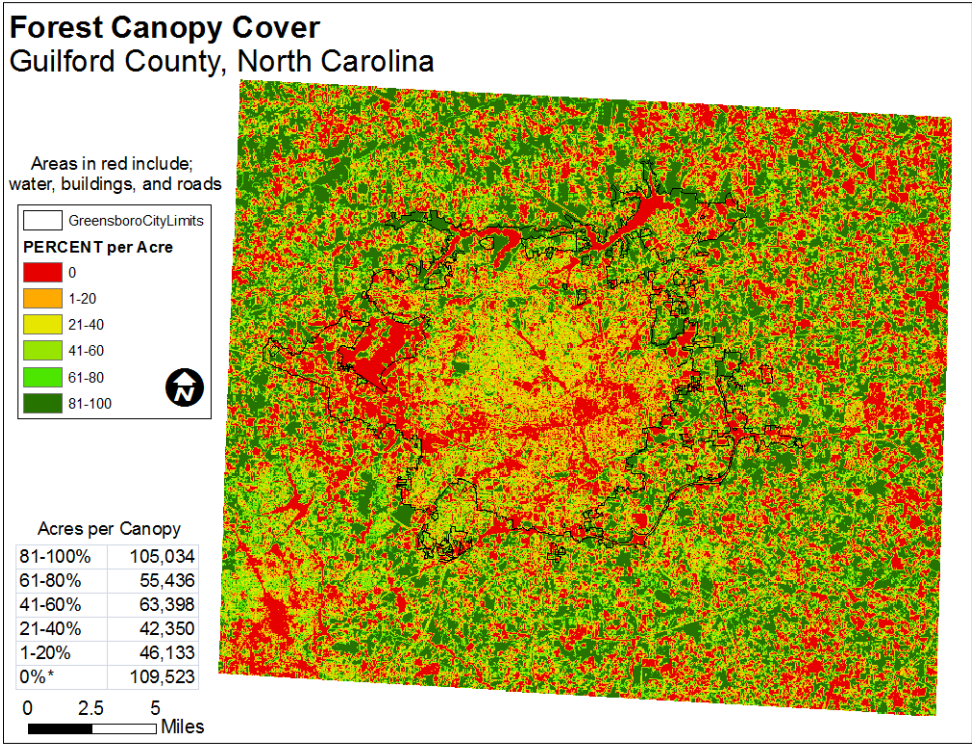 Forest Canopy Cover
Guilford County, North Carolina
Areas in red include;
water, buildings, and roads
GreensboroCityLimits
PERCENT per Acre
0
1-20
21-40
41-60
61-80
81-100
N
Acres per Canopy
81-100% 105,034
61-80% 55,436
41-60% 63,398
21-40% 42,350
1-20% 46,133
0%* 109,523
0 2.5 5
Miles